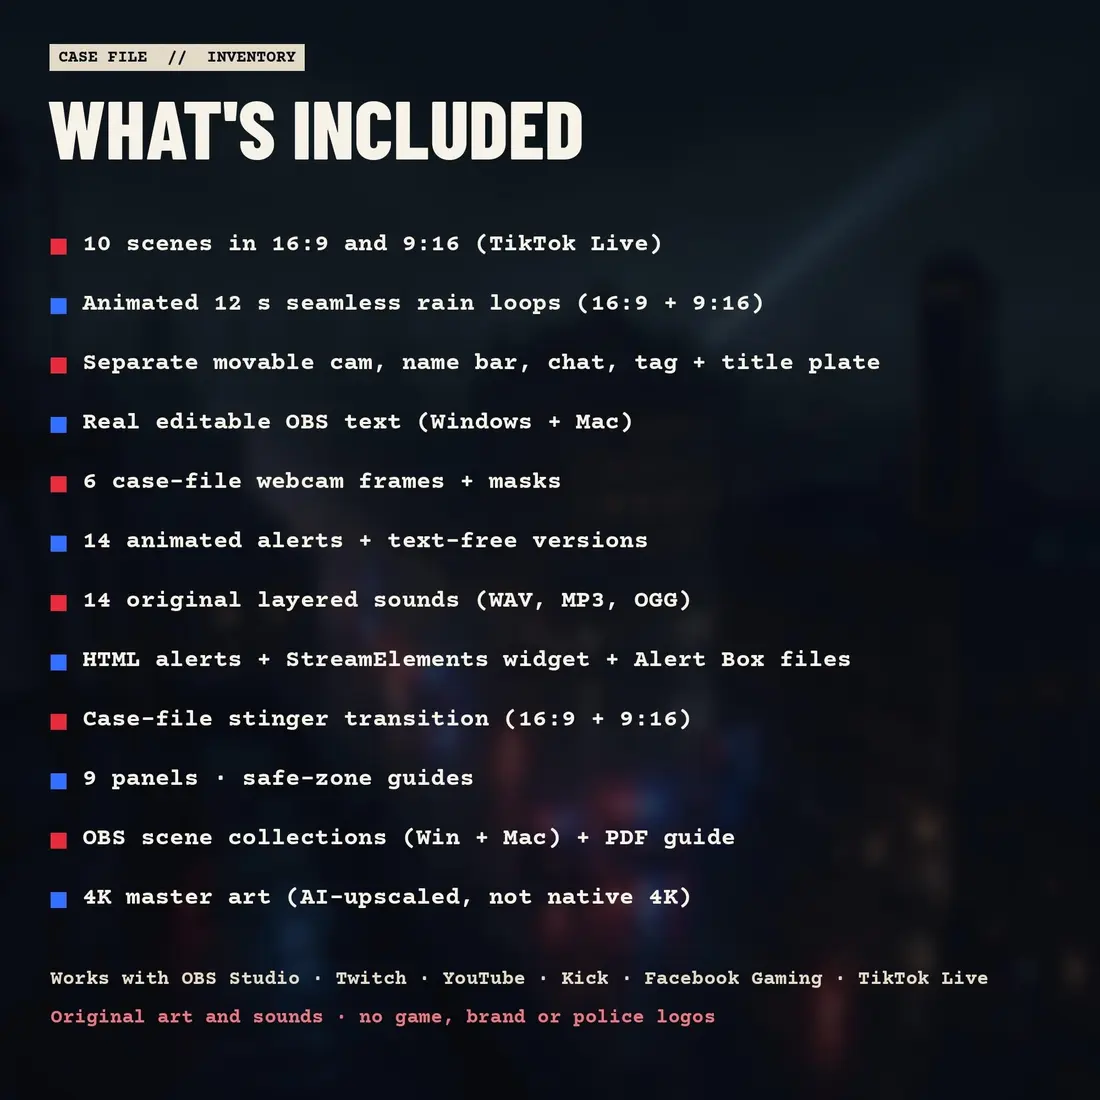 CASE FILE // INVENTORY
WHAT'S INCLUDED
10 scenes in 16:9 and 9:16 (TikTok Live)
Animated 12 s seamless rain loops (16:9 + 9:16)
Separate movable cam, name bar, chat, tag + title plate
Real editable OBS text (Windows + Mac)
6 case-file webcam frames + masks
14 animated alerts + text-free versions
14 original layered sounds (WAV, MP3, OGG)
HTML alerts + StreamElements widget + Alert Box files
Case-file stinger transition (16:9 + 9:16)
9 panels · safe-zone guides
OBS scene collections (Win + Mac) + PDF guide
4K master art (AI-upscaled, not native 4K)
Works with OBS Studio · Twitch · YouTube · Kick · Facebook Gaming · TikTok Live
Original art and sounds · no game, brand or police logos